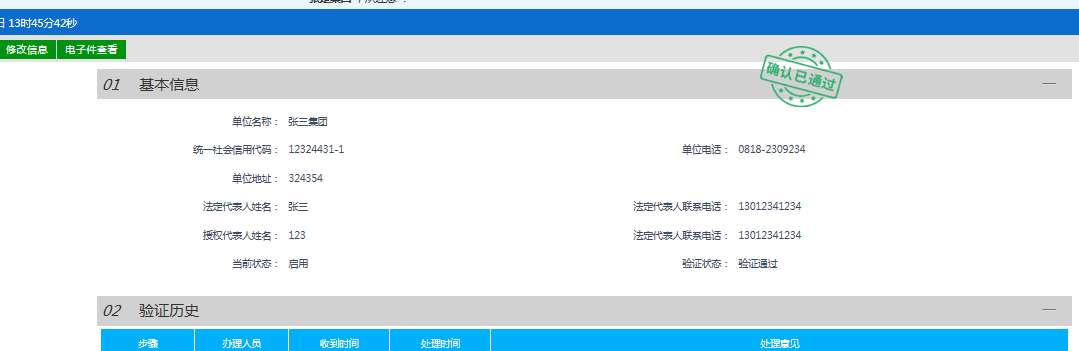 日 13时45分42秒
修改信息 电子件查看
确认已通过
01 基本信息
单位名称： 张三集团
统一社会信用代码： 12324431-1 单位电话： 0818-2309234
单位地址： 324354
法定代表人姓名： 张三 法定代表人联系电话： 13012341234
授权代表人姓名： 123 法定代表人联系电话： 13012341234
当前状态： 启用 验证状态： 验证通过
02 验证历史
步骤 办理人员 收到时间 处理时间 处理意见